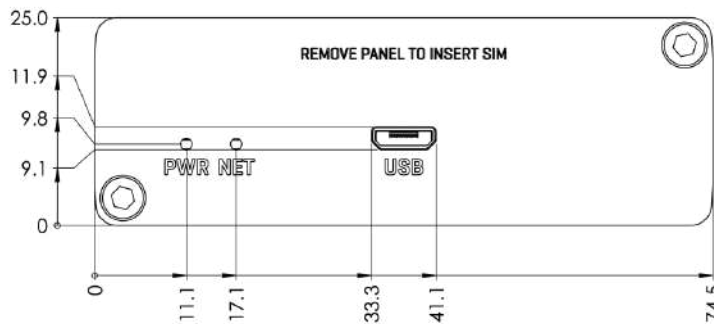 25.0
REMOVE PANEL TO INSERT SIM
11.9
9.8
9.1
PWR NET USB
0
0 11.1 17.1 33.3 41.1 74.5